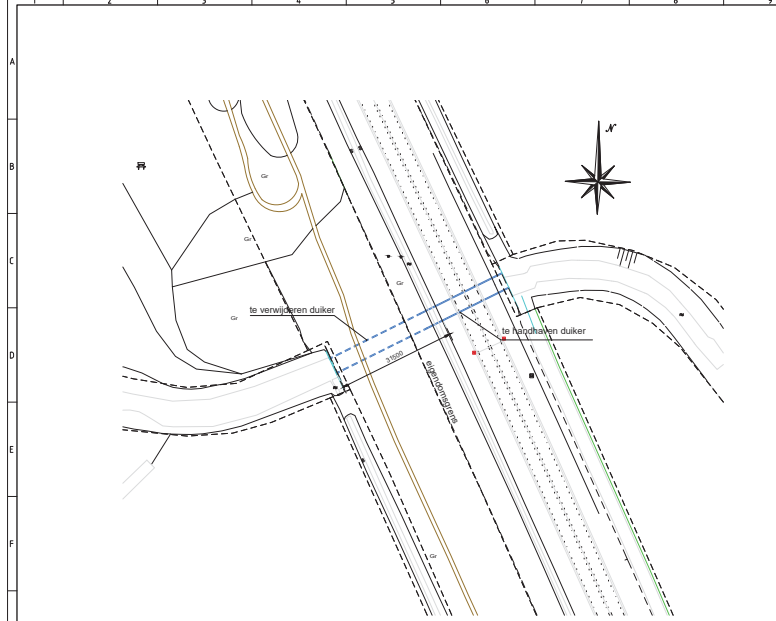 1 2 3 4 5 6 7 8 9
A
B
C
D
E
F
N
Gr
Gr
Gr
Gr
te verwijderen duiker
te handhaven duiker
31500
eigendomsgrens
Gr